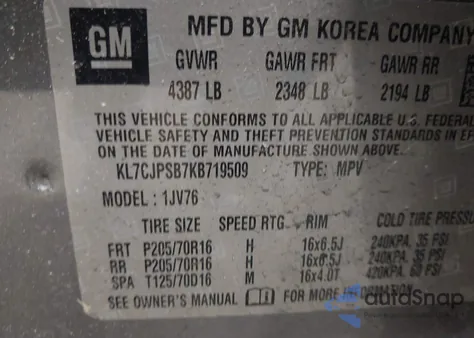 GM MFD BY GM KOREA COMPANY
GVWR GAWR FRT GAWR RR
4387 LB 2348 LB 2194 LB
THIS VEHICLE CONFORMS TO ALL APPLICABLE U.S. FEDERAL
VEHICLE SAFETY AND THEFT PREVENTION STANDARDS IN EF
ON THE DATE OF MANUFACTURE SHOWN ABOVE.
KL7CJPSB7KB719509 TYPE: MPV
MODEL: 1JV76
TIRE SIZE SPEED RTG RIM COLD TIRE PRESSUR
FRT P205/70R16 H 16x6.5J 240KPA, 35 PSI
RR P205/70R16 H 16x6.5J 240KPA, 35 PSI
SPA T125/70D16 M 16x4.0T 420KPA, 60 PSI
SEE OWNER'S MANUAL FOR MORE INFORMATION
autoSnap